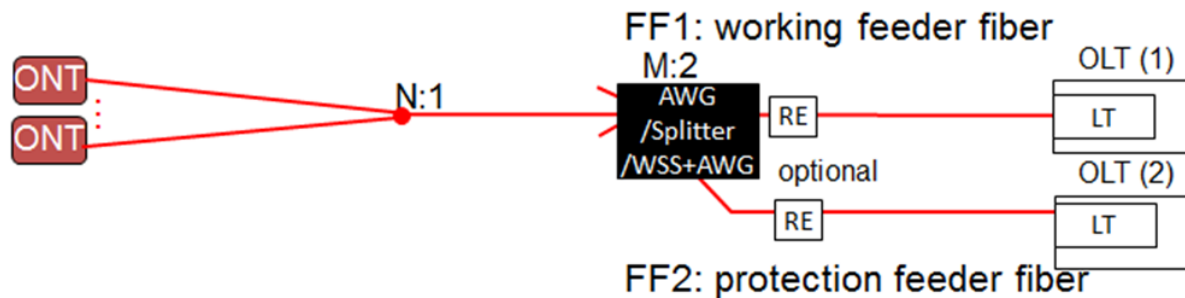 FF1: working feeder fiber
M:2
OLT (1)
ONT
N:1
AWG
/Splitter
/WSS+AWG
RE
LT
ONT
optional
OLT (2)
RE
LT
FF2: protection feeder fiber